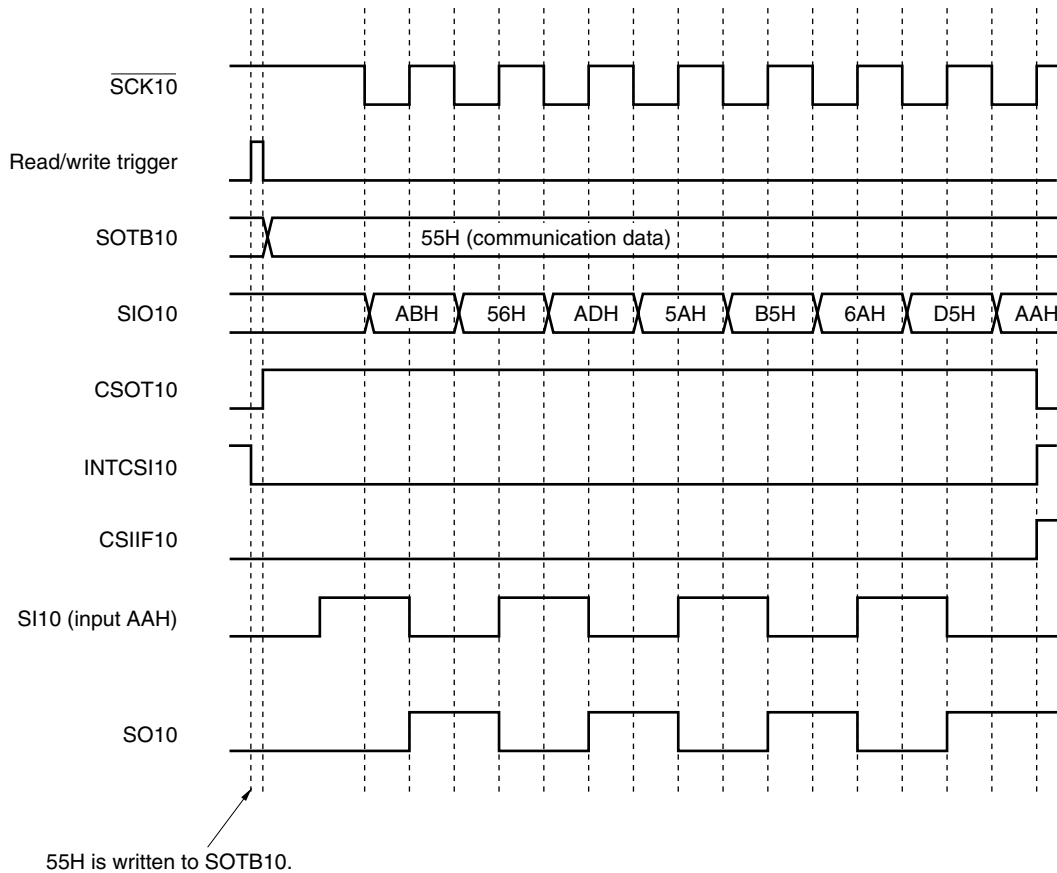 SCK10
Read/write trigger
SOTB10
55H (communication data)
SIO10
ABH 56H ADH 5AH B5H 6AH D5H AAH
CSOT10
INTCSI10
CSIIF10
SI10 (input AAH)
SO10
55H is written to SOTB10.